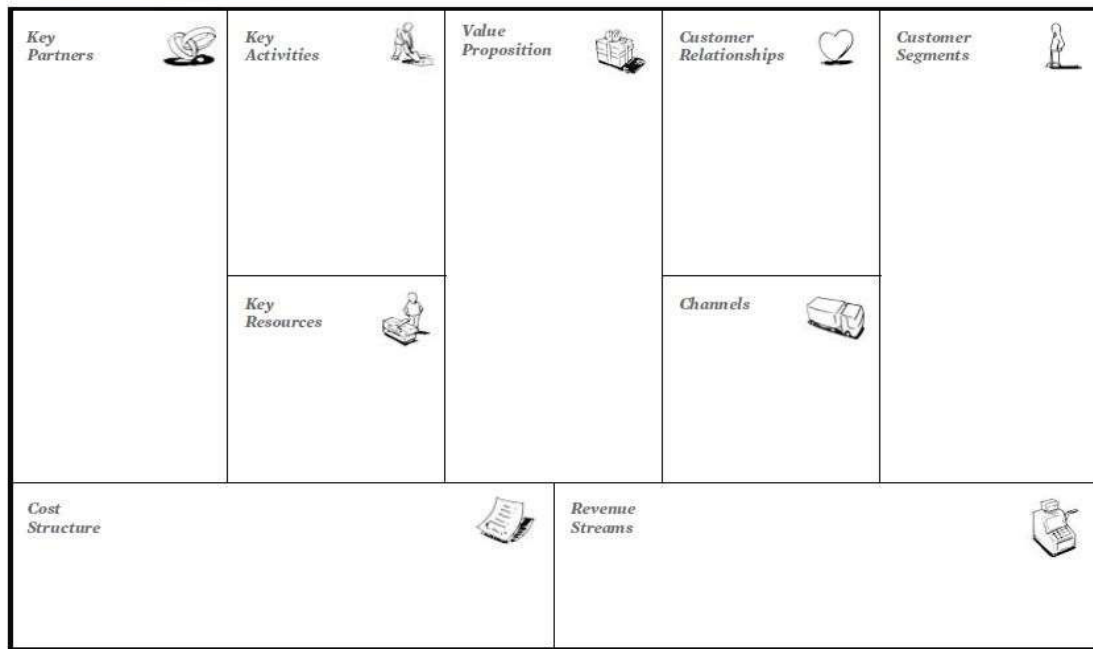 Key
Partners
Key
Activities
Value
Proposition
Customer
Relationships
Customer
Segments
Key
Resources
Channels
Cost
Structure
Revenue
Streams